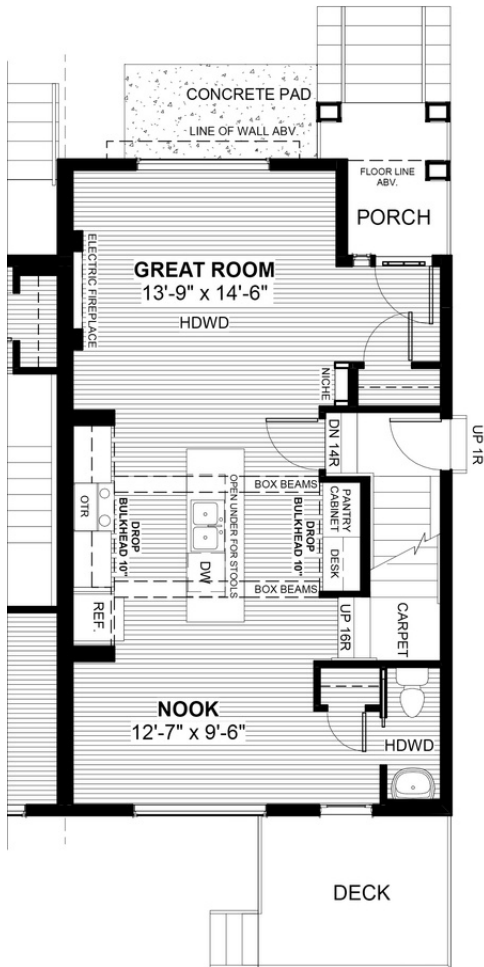 CONCRETE PAD
LINE OF WALL ABV.
FLOOR LINE
ABV.
PORCH
ELECTRIC FIREPLACE
GREAT ROOM
13'-9" x 14'-6"
HDWD
NICHE
DN 14R
UP 1R
BOX BEAMS
OTR
DROP
BULKHEAD 10"
OPEN UNDER FOR STOOLS
DW
DROP
BULKHEAD 10"
PANTRY
CABINET
DESK
BOX BEAMS
REF.
UP 16R
CARPET
NOOK
12'-7" x 9'-6"
HDWD
DECK